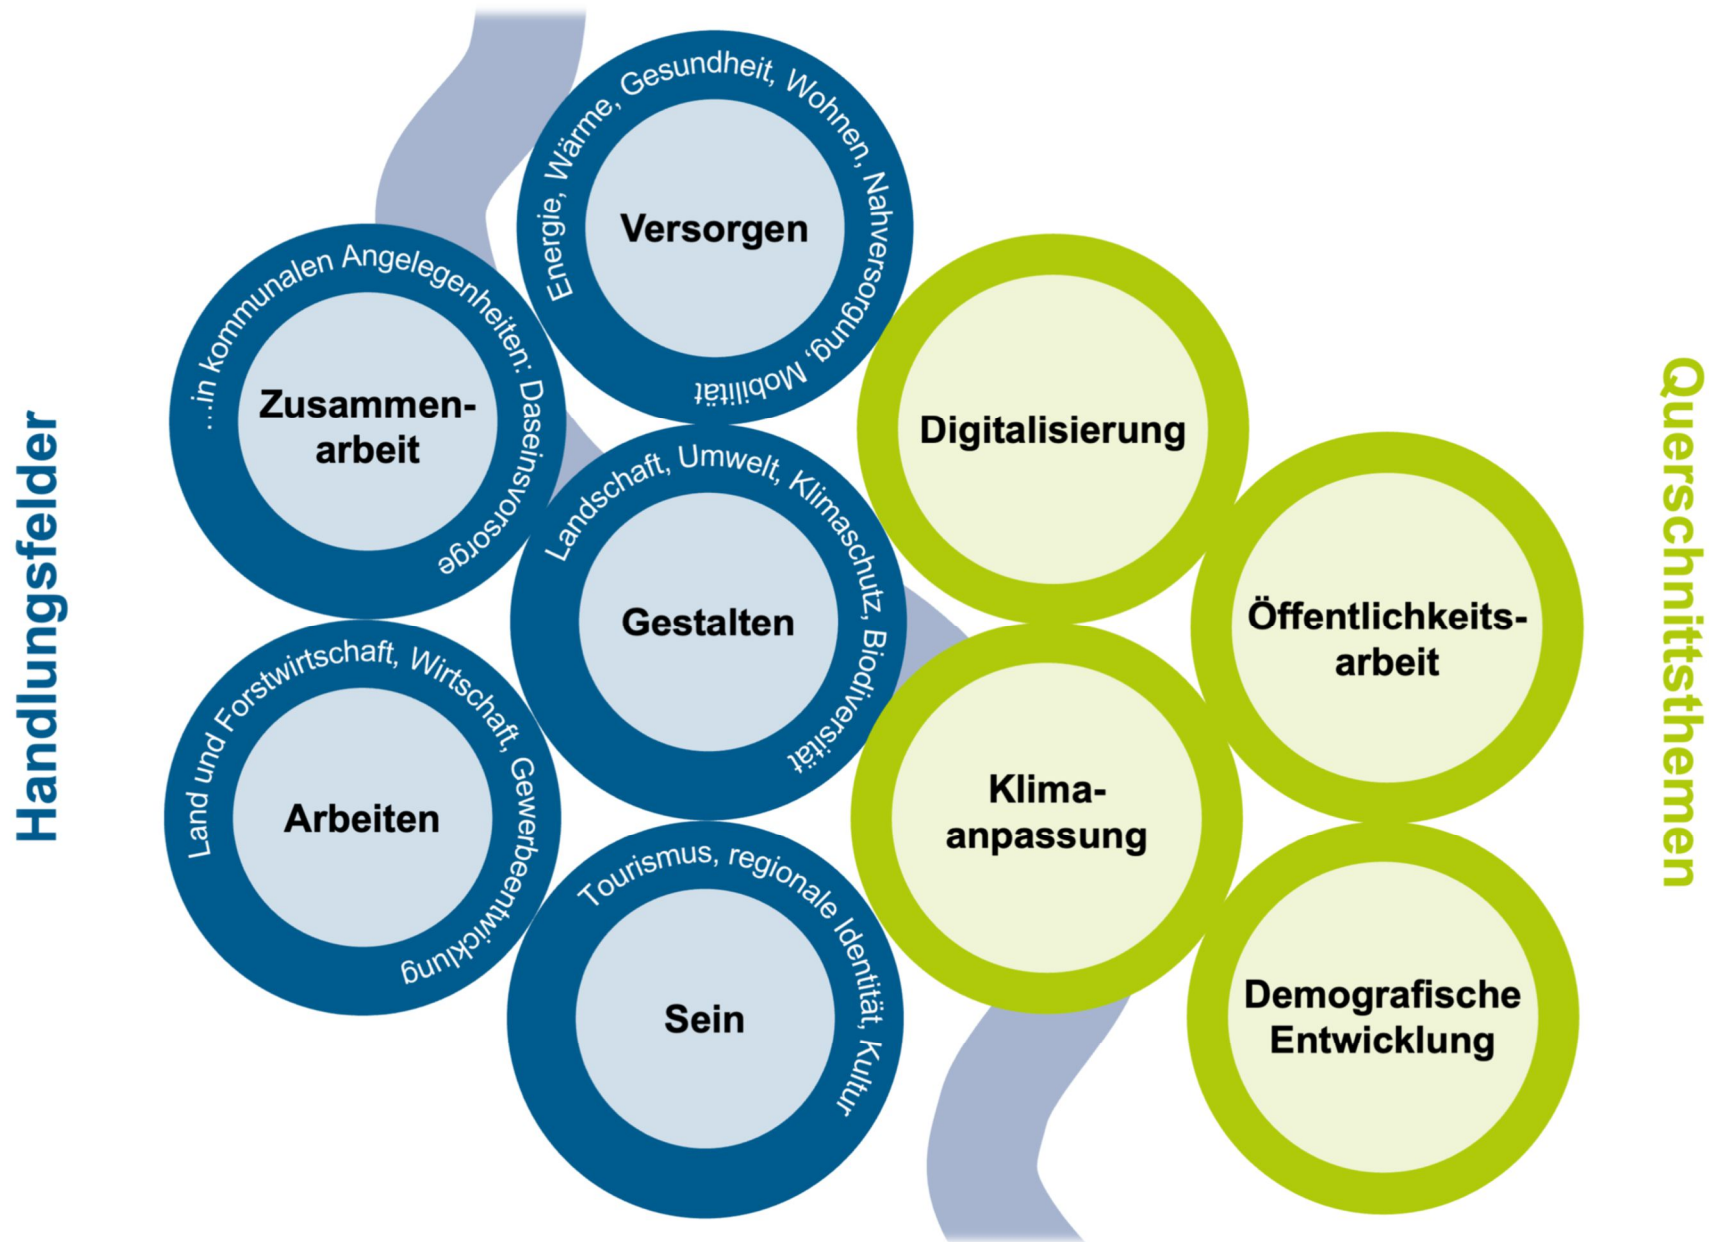 Handlungsfelder
Energie, Wärme, Gesundheit, Wohnen, Nahversorgung, Mobilität
Versorgen
...in kommunalen Angelegenheiten: Daseinsvorsorge
Zusammen-
arbeit
Landschaft, Umwelt, Klimaschutz, Biodiversität
Gestalten
Land und Forstwirtschaft, Wirtschaft, Gewerbeentwicklung
Arbeiten
Tourismus, regionale Identität, Kultur
Sein
Digitalisierung
Öffentlichkeits-
arbeit
Klima-
anpassung
Demografische
Entwicklung
Querschnittsthemen